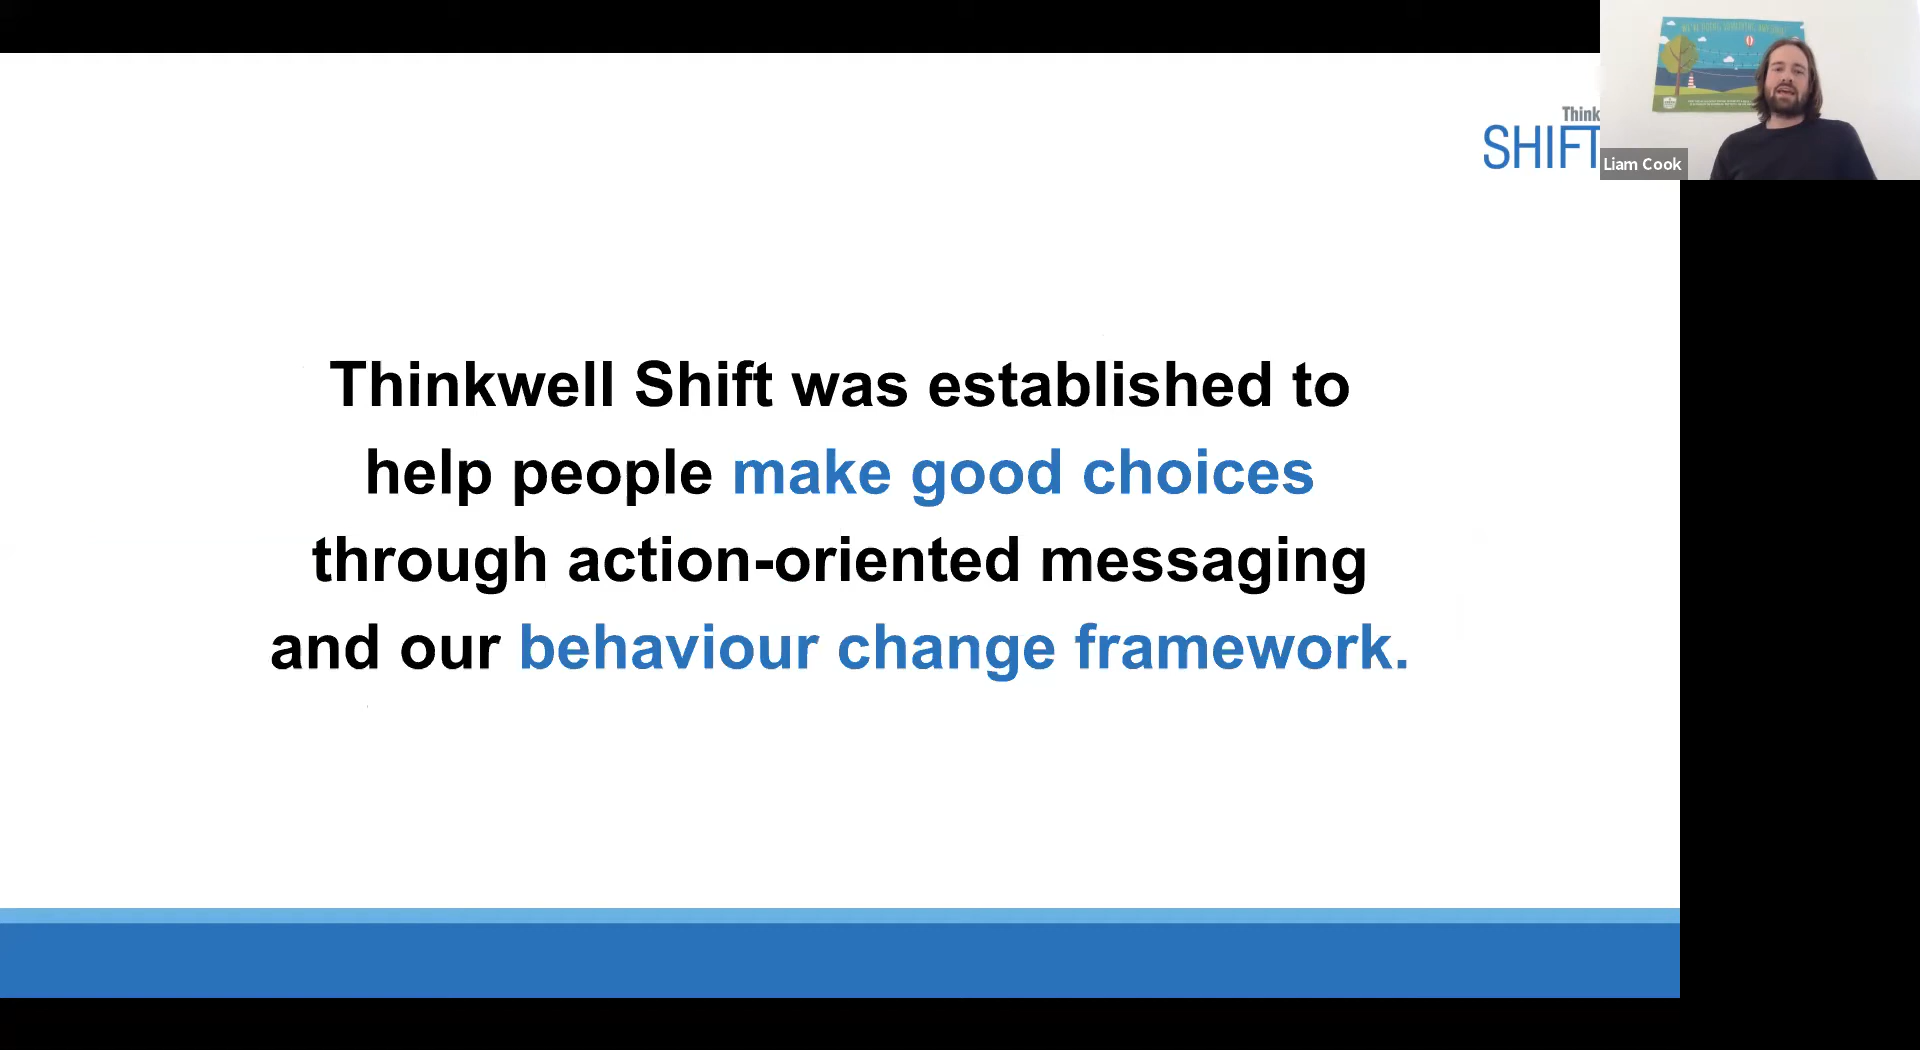 Think
SHIFT
Liam Cook
Thinkwell Shift was established to
help people make good choices
through action-oriented messaging
and our behaviour change framework.